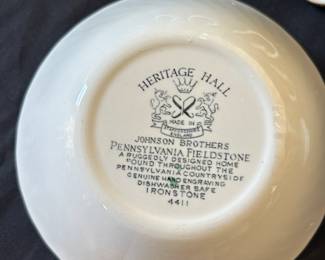 HERITAGE HALL
MADE IN
STAFFORDSHIRE
ENGLAND
JOHNSON BROTHERS
PENNSYLVANIA FIELDSTONE
A RUGGEDLY DESIGNED HOME
FOUND THROUGHOUT THE
PENNSYLVANIA COUNTRYSIDE
GENUINE HAND ENGRAVING
DISHWASHER SAFE
IRONSTONE
4411